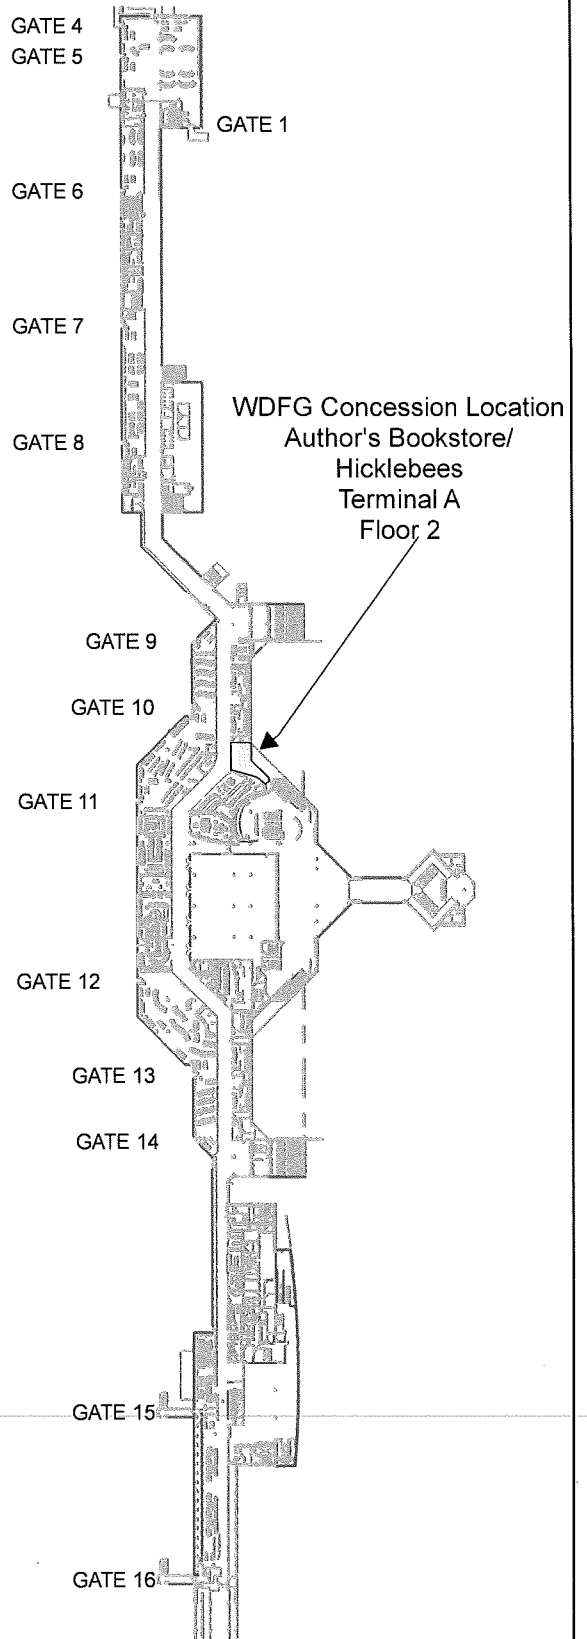 GATE 4
GATE 5
GATE 1
GATE 6
GATE 7
WDFG Concession Location
Author's Bookstore/
Hicklebees
Terminal A
Floor 2
GATE 8
GATE 9
GATE 10
GATE 11
GATE 12
GATE 13
GATE 14
GATE 15
GATE 16